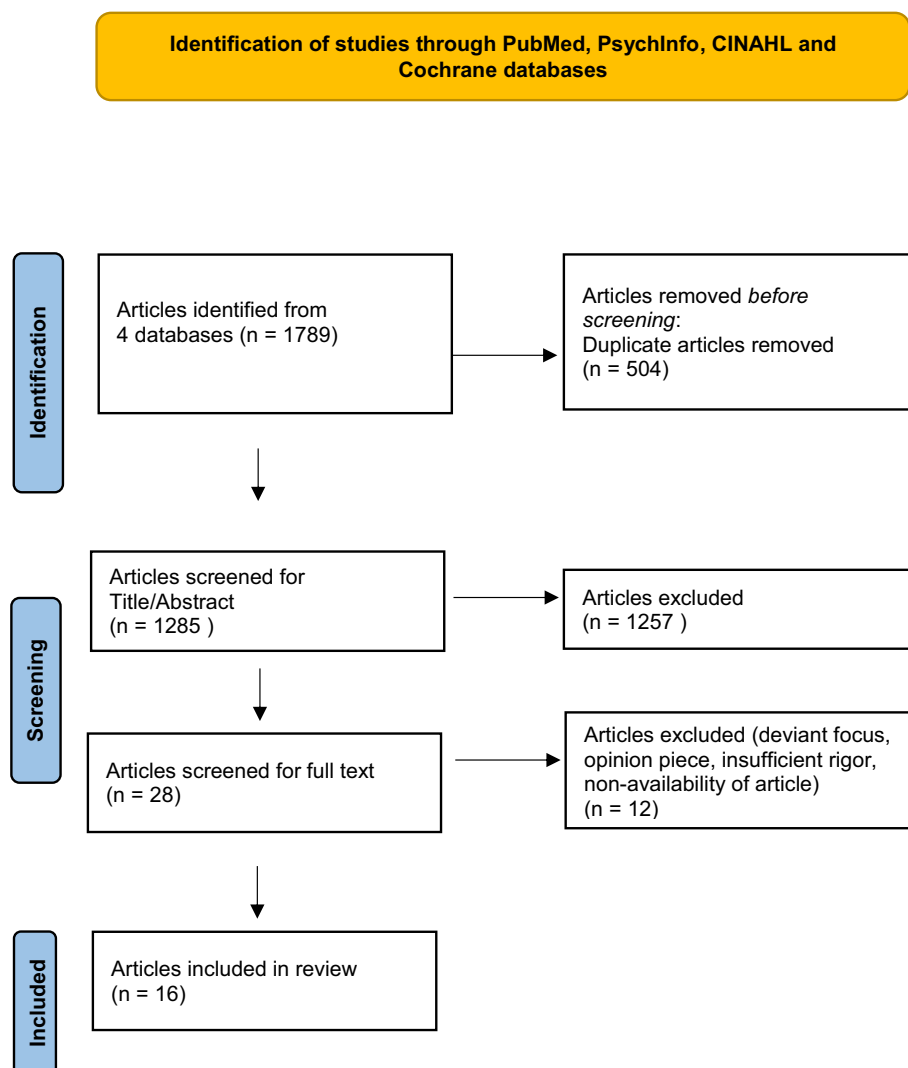 Identification of studies through PubMed, PsychInfo, CINAHL and
Cochrane databases
Identification
Articles identified from
4 databases (n = 1789)
Articles removed before
screening:
Duplicate articles removed
(n = 504)
Screening
Articles screened for
Title/Abstract
(n = 1285 )
Articles excluded
(n = 1257 )
Articles screened for full text
(n = 28)
Articles excluded (deviant focus,
opinion piece, insufficient rigor,
non-availability of article)
(n = 12)
Included
Articles included in review
(n = 16)